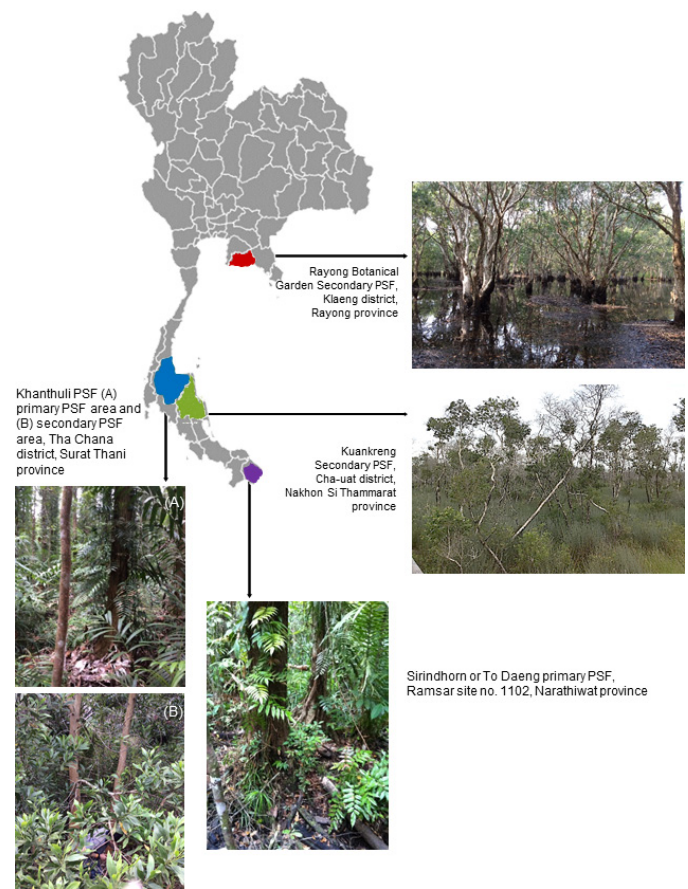 Rayong Botanical
Garden Secondary PSF,
Klaeng district,
Rayong province
Khanthuli PSF (A)
primary PSF area and
(B) secondary PSF
area, Tha Chana
district, Surat Thani
province
Kuankreng
Secondary PSF,
Cha-uat district,
Nakhon Si Thammarat
province
(A)
(B)
Sirindhorn or To Daeng primary PSF,
Ramsar site no. 1102, Narathiwat province